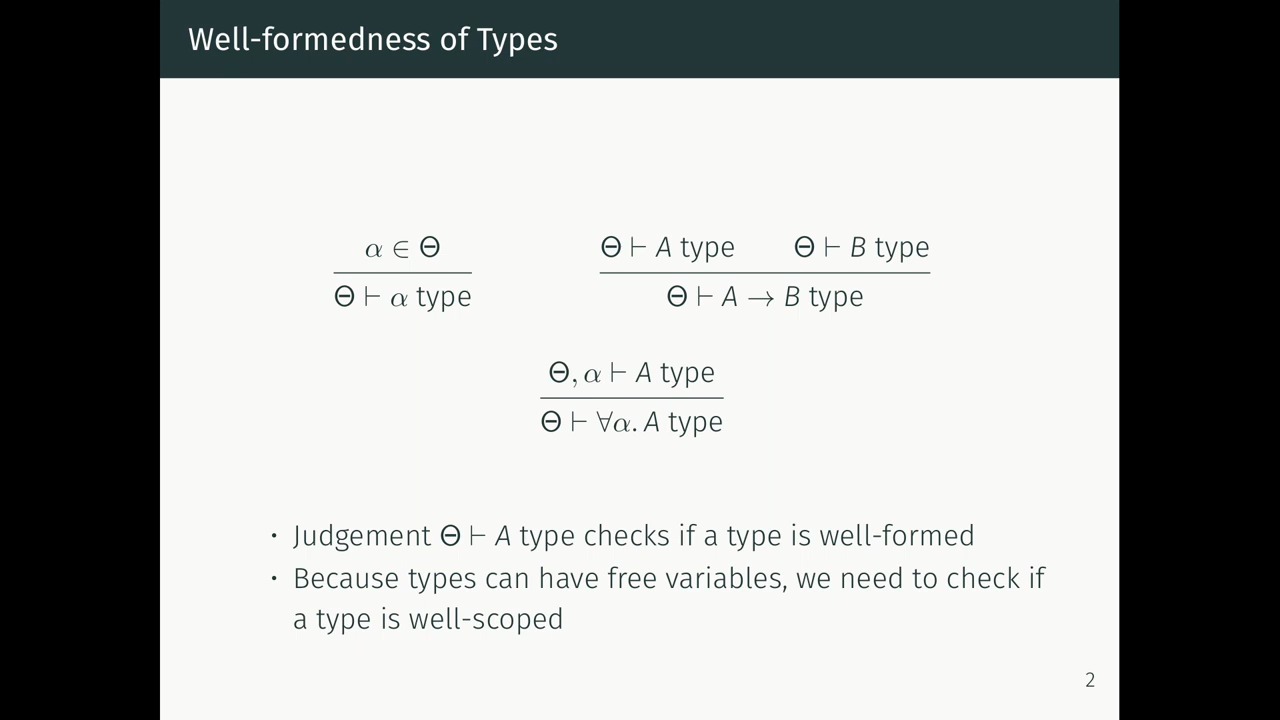 Well-formedness of Types
α ∈ Θ
Θ ⊢ α type
Θ ⊢ A type Θ ⊢ B type
Θ ⊢ A → B type
Θ, α ⊢ A type
Θ ⊢ ∀α. A type
· Judgement Θ ⊢ A type checks if a type is well-formed
· Because types can have free variables, we need to check if
a type is well-scoped
2